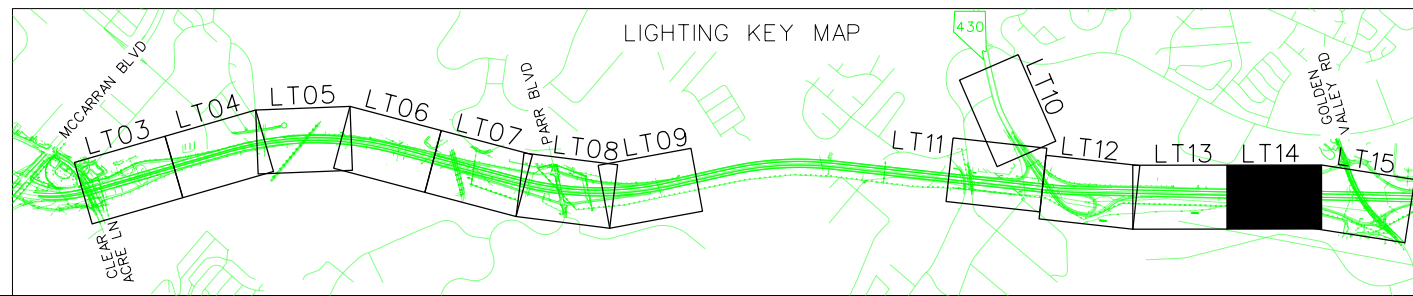 LIGHTING KEY MAP
430
MCCARRAN BLVD
LT03
LT04
LT05
LT06
LT07
PARR BLVD
LT08
LT09
LT10
LT11
LT12
LT13
LT14
GOLDEN
VALLEY RD
LT15
CLEAR
ACRE LN